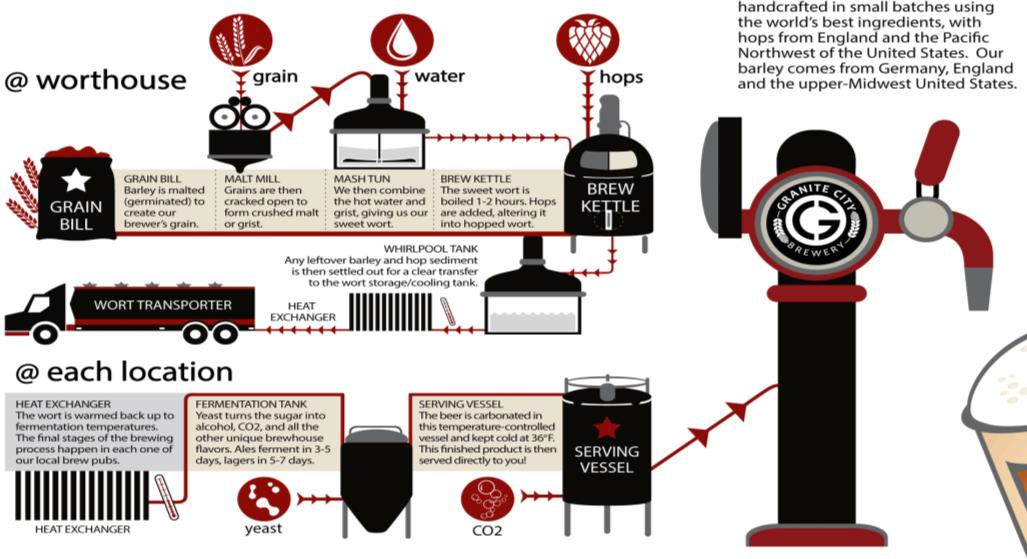 handcrafted in small batches using
the world's best ingredients, with
hops from England and the Pacific
Northwest of the United States. Our
barley comes from Germany, England
and the upper-Midwest United States.
@ worthouse
grain
water
hops
GRAIN
BILL
GRAIN BILL
Barley is malted
(germinated) to
create our
brewer's grain.
MALT MILL
Grains are then
cracked open to
form crushed malt
or grist.
MASH TUN
We then combine
the hot water and
grist, giving us our
sweet wort.
BREW KETTLE
The sweet wort is
boiled 1-2 hours. Hops
are added, altering it
into hopped wort.
BREW
KETTLE
WHIRLPOOL TANK
Any leftover barley and hop sediment
is then settled out for a clear transfer
to the wort storage/cooling tank.
HEAT
EXCHANGER
WORT TRANSPORTER
GRANITE CITY
G
BREWERY
@ each location
HEAT EXCHANGER
The wort is warmed back up to
fermentation temperatures.
The final stages of the brewing
process happen in each one of
our local brew pubs.
HEAT EXCHANGER
FERMENTATION TANK
Yeast turns the sugar into
alcohol, CO2, and all the
other unique brewhouse
flavors. Ales ferment in 3-5
days, lagers in 5-7 days.
yeast
SERVING VESSEL
The beer is carbonated in
this temperature-controlled
vessel and kept cold at 36°F.
This finished product is then
served directly to you!
CO2
SERVING
VESSEL